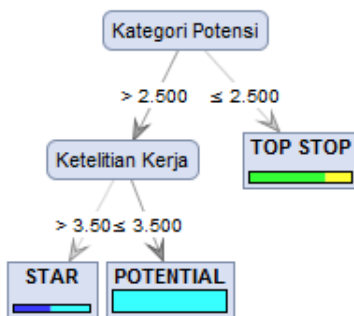 Kategori Potensi
> 2.500 ≤ 2.500
Ketelitian Kerja
TOP STOP
> 3.50≤ 3.500
STAR POTENTIAL